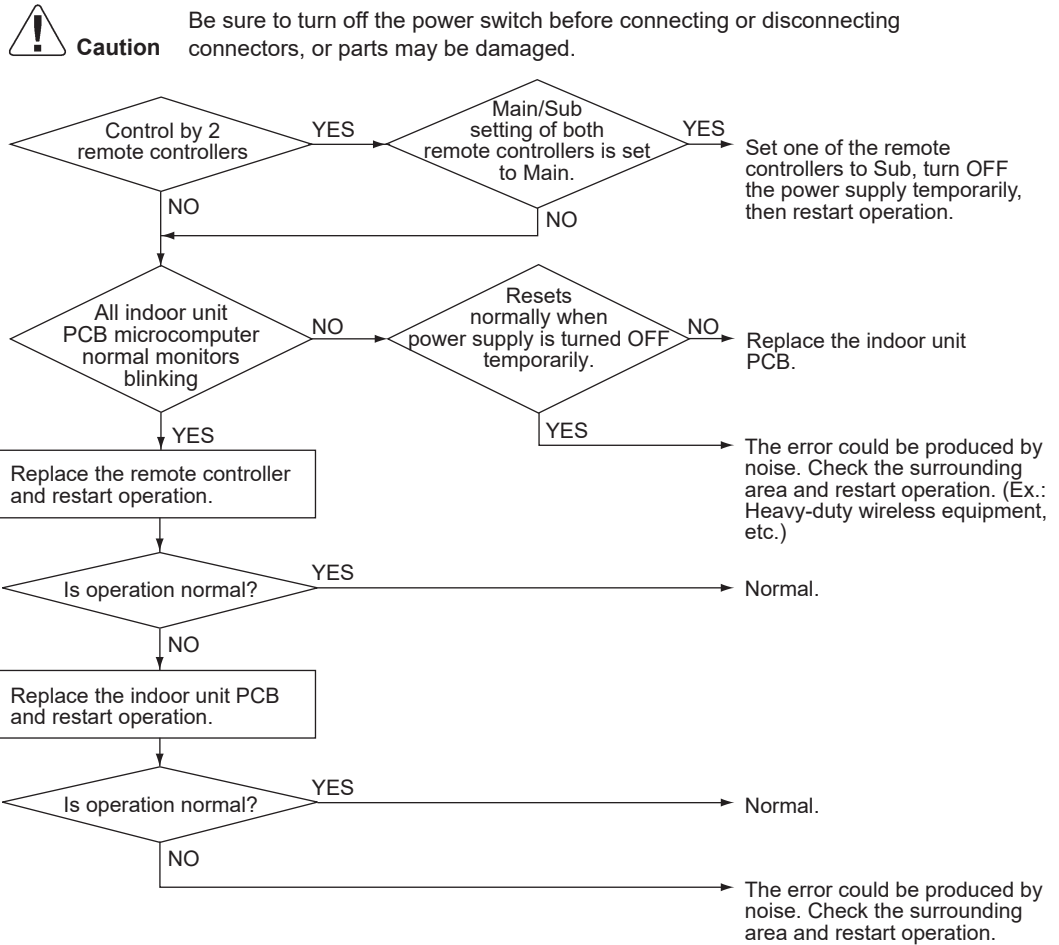 Be sure to turn off the power switch before connecting or disconnecting
Caution connectors, or parts may be damaged.
Control by 2
remote controllers
YES
Main/Sub
setting of both
remote controllers is set
to Main.
YES
Set one of the remote
controllers to Sub, turn OFF
the power supply temporarily,
then restart operation.
NO
NO
All indoor unit
PCB microcomputer
normal monitors
blinking
NO
Resets
normally when
power supply is turned OFF
temporarily.
NO
Replace the indoor unit
PCB.
YES
YES
The error could be produced by
noise. Check the surrounding
area and restart operation. (Ex.:
Heavy-duty wireless equipment,
etc.)
Replace the remote controller
and restart operation.
Is operation normal?
YES
Normal.
NO
Replace the indoor unit PCB
and restart operation.
Is operation normal?
YES
Normal.
NO
The error could be produced by
noise. Check the surrounding
area and restart operation.